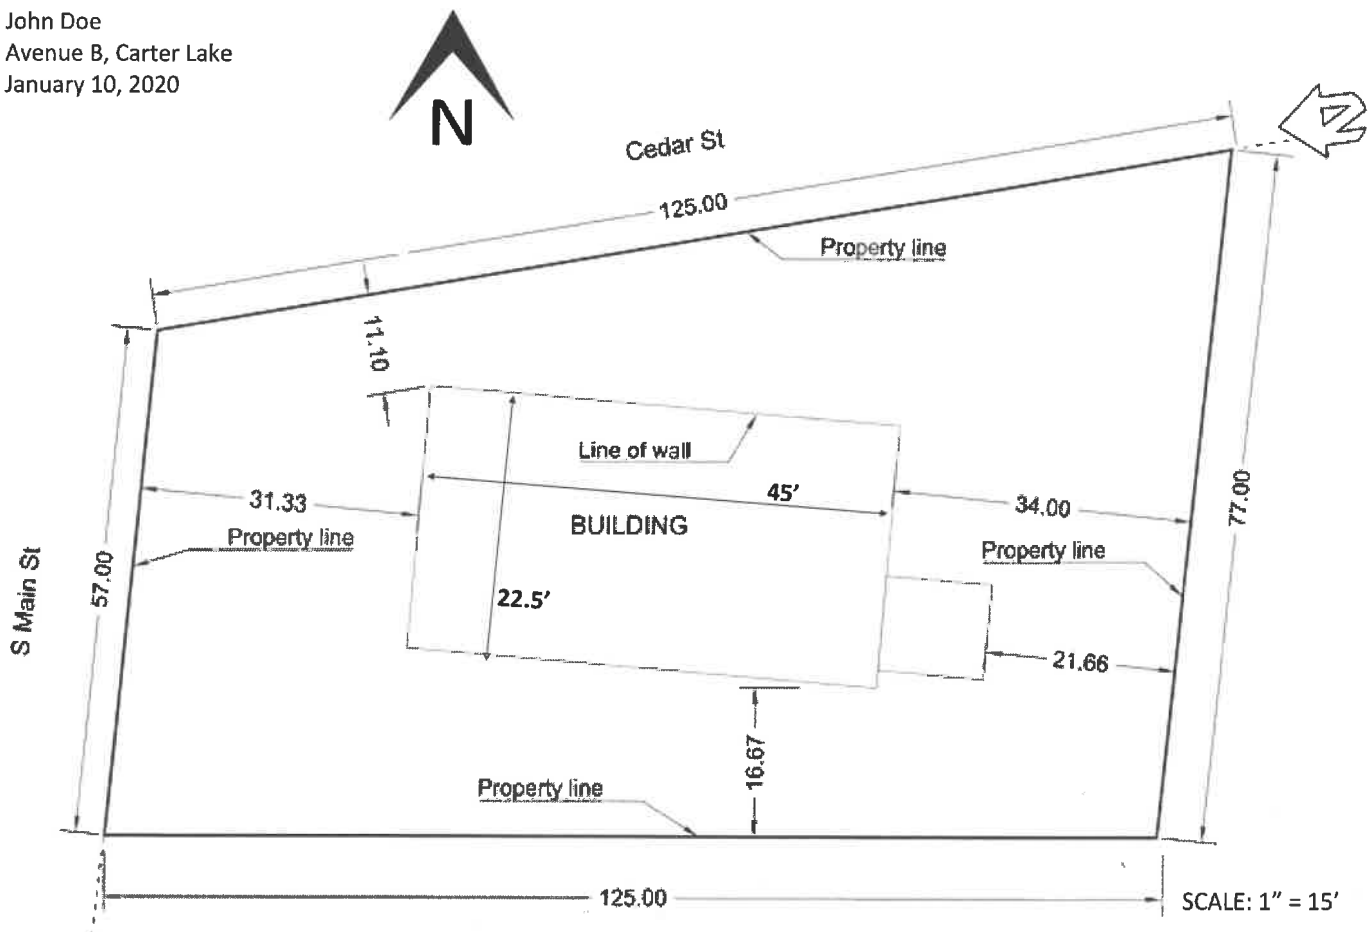 John Doe
Avenue B, Carter Lake
January 10, 2020
N
N
Cedar St
125.00
Property line
11.10
Line of wall
45’
31.33
BUILDING
34.00
77.00
Property line
Property line
S Main St
57.00
22.5’
21.66
16.67
Property line
125.00
SCALE: 1” = 15’